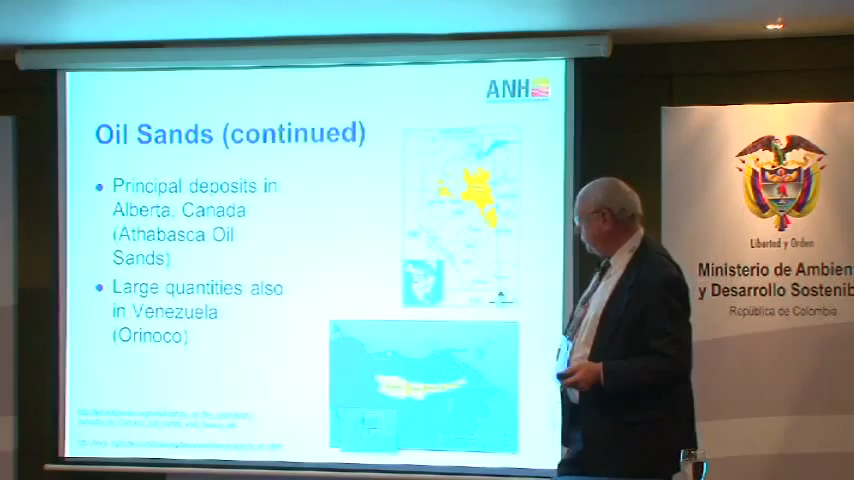 ANH
Oil Sands (continued)
Principal deposits in
Alberta, Canada
(Athabasca Oil
Sands)
Large quantities also
in Venezuela
(Orinoco)
Libertad y Orden
Ministerio de Ambien
y Desarrollo Sostenib
República de Colombia